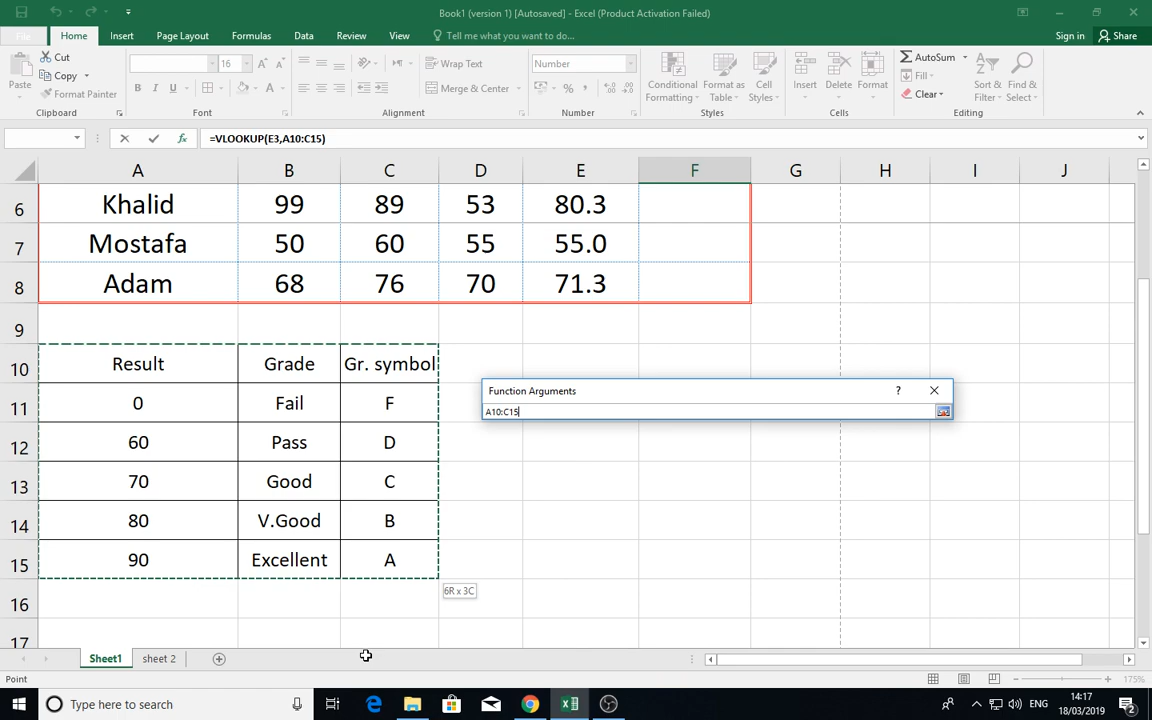 Book1 (version 1) [Autosaved] - Excel (Product Activation Failed)
File Home Insert Page Layout Formulas Data Review View Tell me what you want to do... Sign in Share
Cut
Copy
Format Painter
Paste
Clipboard
16
Font
Wrap Text
Merge & Center
Alignment
Number
Number
Conditional Formatting
Format as Table
Cell Styles
Styles
Insert
Delete
Format
Cells
AutoSum
Fill
Clear
Sort & Filter
Find & Select
Editing
=VLOOKUP(E3,A10:C15)
A B C D E F G H I J
6 Khalid 99 89 53 80.3
7 Mostafa 50 60 55 55.0
8 Adam 68 76 70 71.3
9
10 Result Grade Gr. symbol
11 0 Fail F
12 60 Pass D
13 70 Good C
14 80 V.Good B
15 90 Excellent A
16
17
Function Arguments
A10:C15
6R x 3C
Sheet1 sheet 2
Point
175%
Type here to search
ENG
14:17
18/03/2019
2